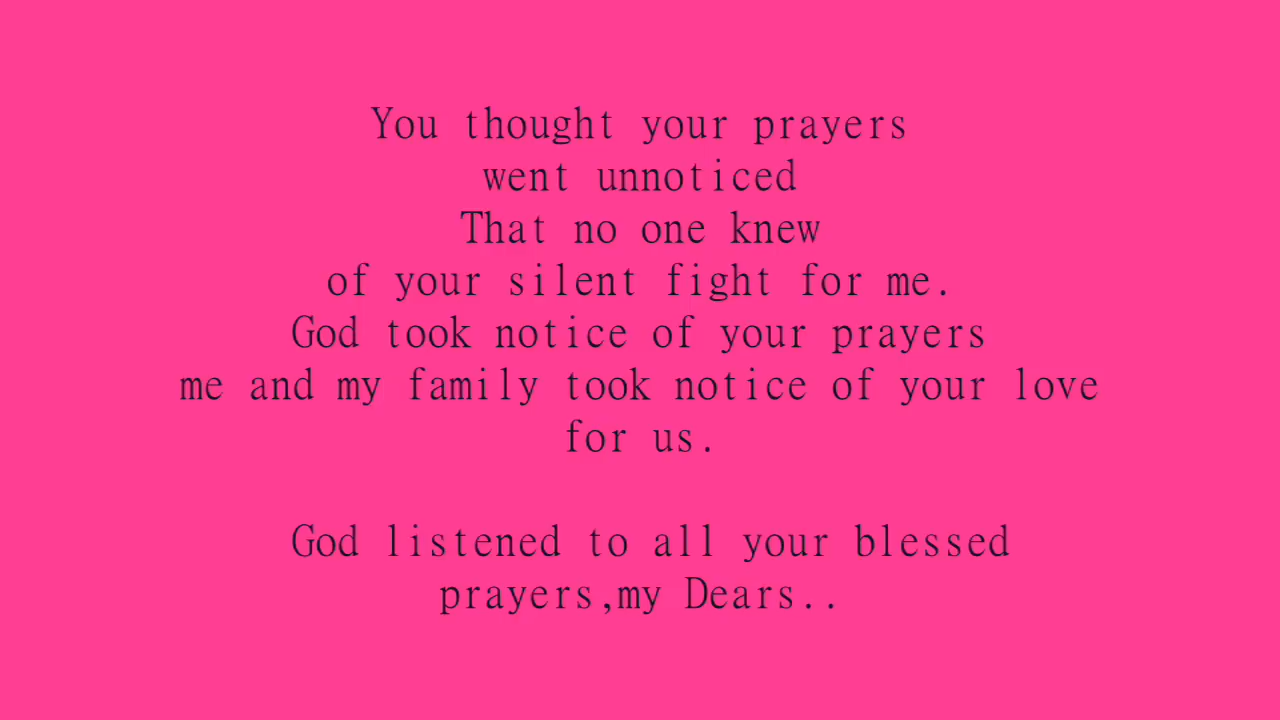 You thought your prayers
went unnoticed
That no one knew
of your silent fight for me.
God took notice of your prayers
me and my family took notice of your love
for us.
God listened to all your blessed
prayers,my Dears..